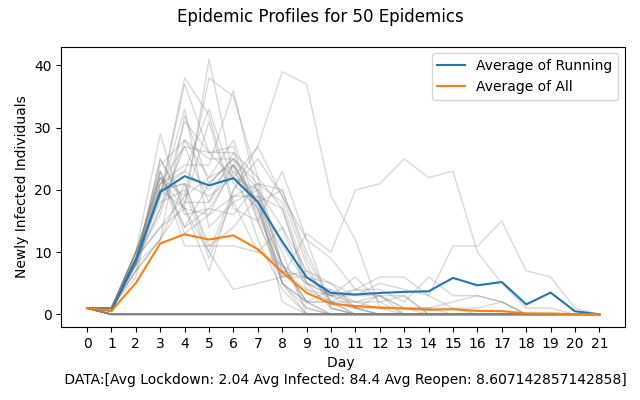 Epidemic Profiles for 50 Epidemics
Newly Infected Individuals
40
30
20
10
0
Average of Running
Average of All
0 1 2 3 4 5 6 7 8 9 10 11 12 13 14 15 16 17 18 19 20 21
Day
DATA:[Avg Lockdown: 2.04 Avg Infected: 84.4 Avg Reopen: 8.607142857142858]